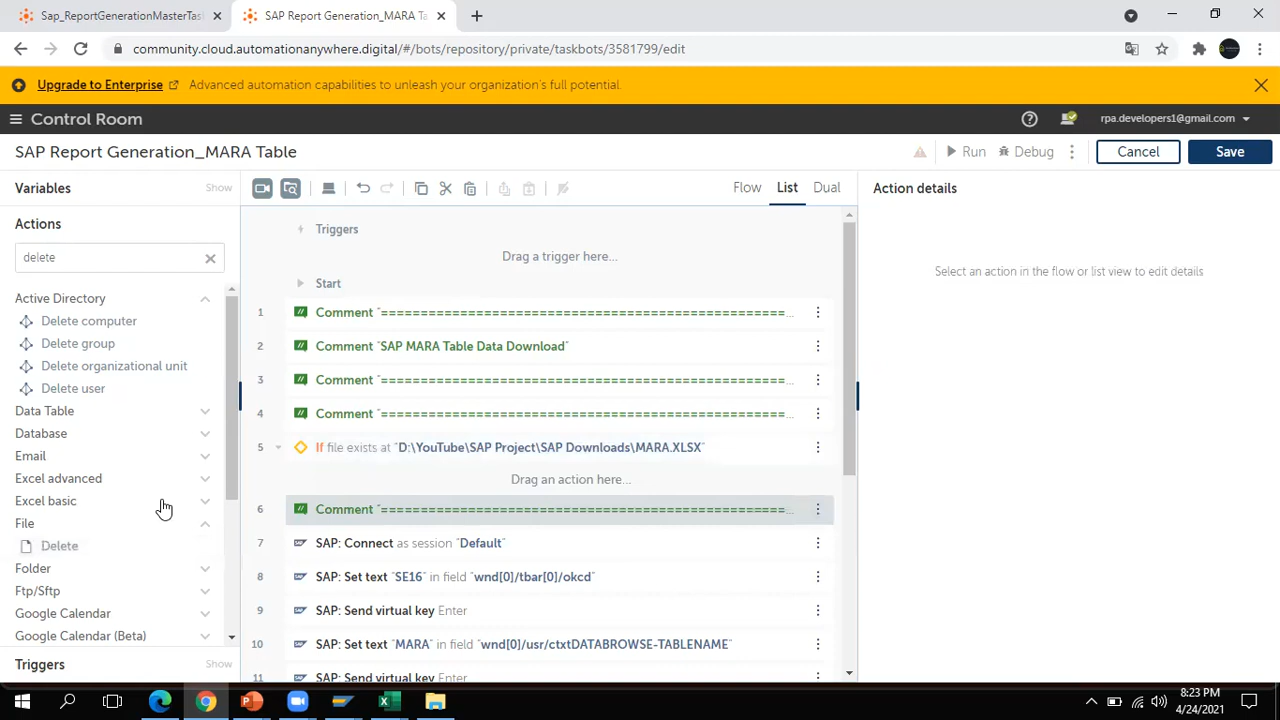 Sap_ReportGenerationMasterTas
SAP Report Generation_MARA Ta
community.cloud.automationanywhere.digital/#/bots/repository/private/taskbots/3581799/edit
Upgrade to Enterprise Advanced automation capabilities to unleash your organization's full potential.
Control Room rpa.developers1@gmail.com
SAP Report Generation_MARA Table Run Debug Cancel Save
Variables Show Flow List Dual Action details
Actions
delete
Triggers
Drag a trigger here...
Select an action in the flow or list view to edit details
Start
Active Directory
Delete computer
Delete group
Delete organizational unit
Delete user
Data Table
Database
Email
Excel advanced
Excel basic
File
Delete
Folder
Ftp/Sftp
Google Calendar
Google Calendar (Beta)
Triggers Show
1 Comment "==================================================...
2 Comment "SAP MARA Table Data Download"
3 Comment "==================================================...
4 Comment "==================================================...
5 If file exists at "D:\YouTube\SAP Project\SAP Downloads\MARA.XLSX"
Drag an action here...
6 Comment "==================================================...
7 SAP: Connect as session "Default"
8 SAP: Set text "SE16" in field "wnd[0]/tbar[0]/okcd"
9 SAP: Send virtual key Enter
10 SAP: Set text "MARA" in field "wnd[0]/usr/ctxtDATABROWSE-TABLENAME"
11 SAP: Send virtual key Enter
8:23 PM
4/24/2021